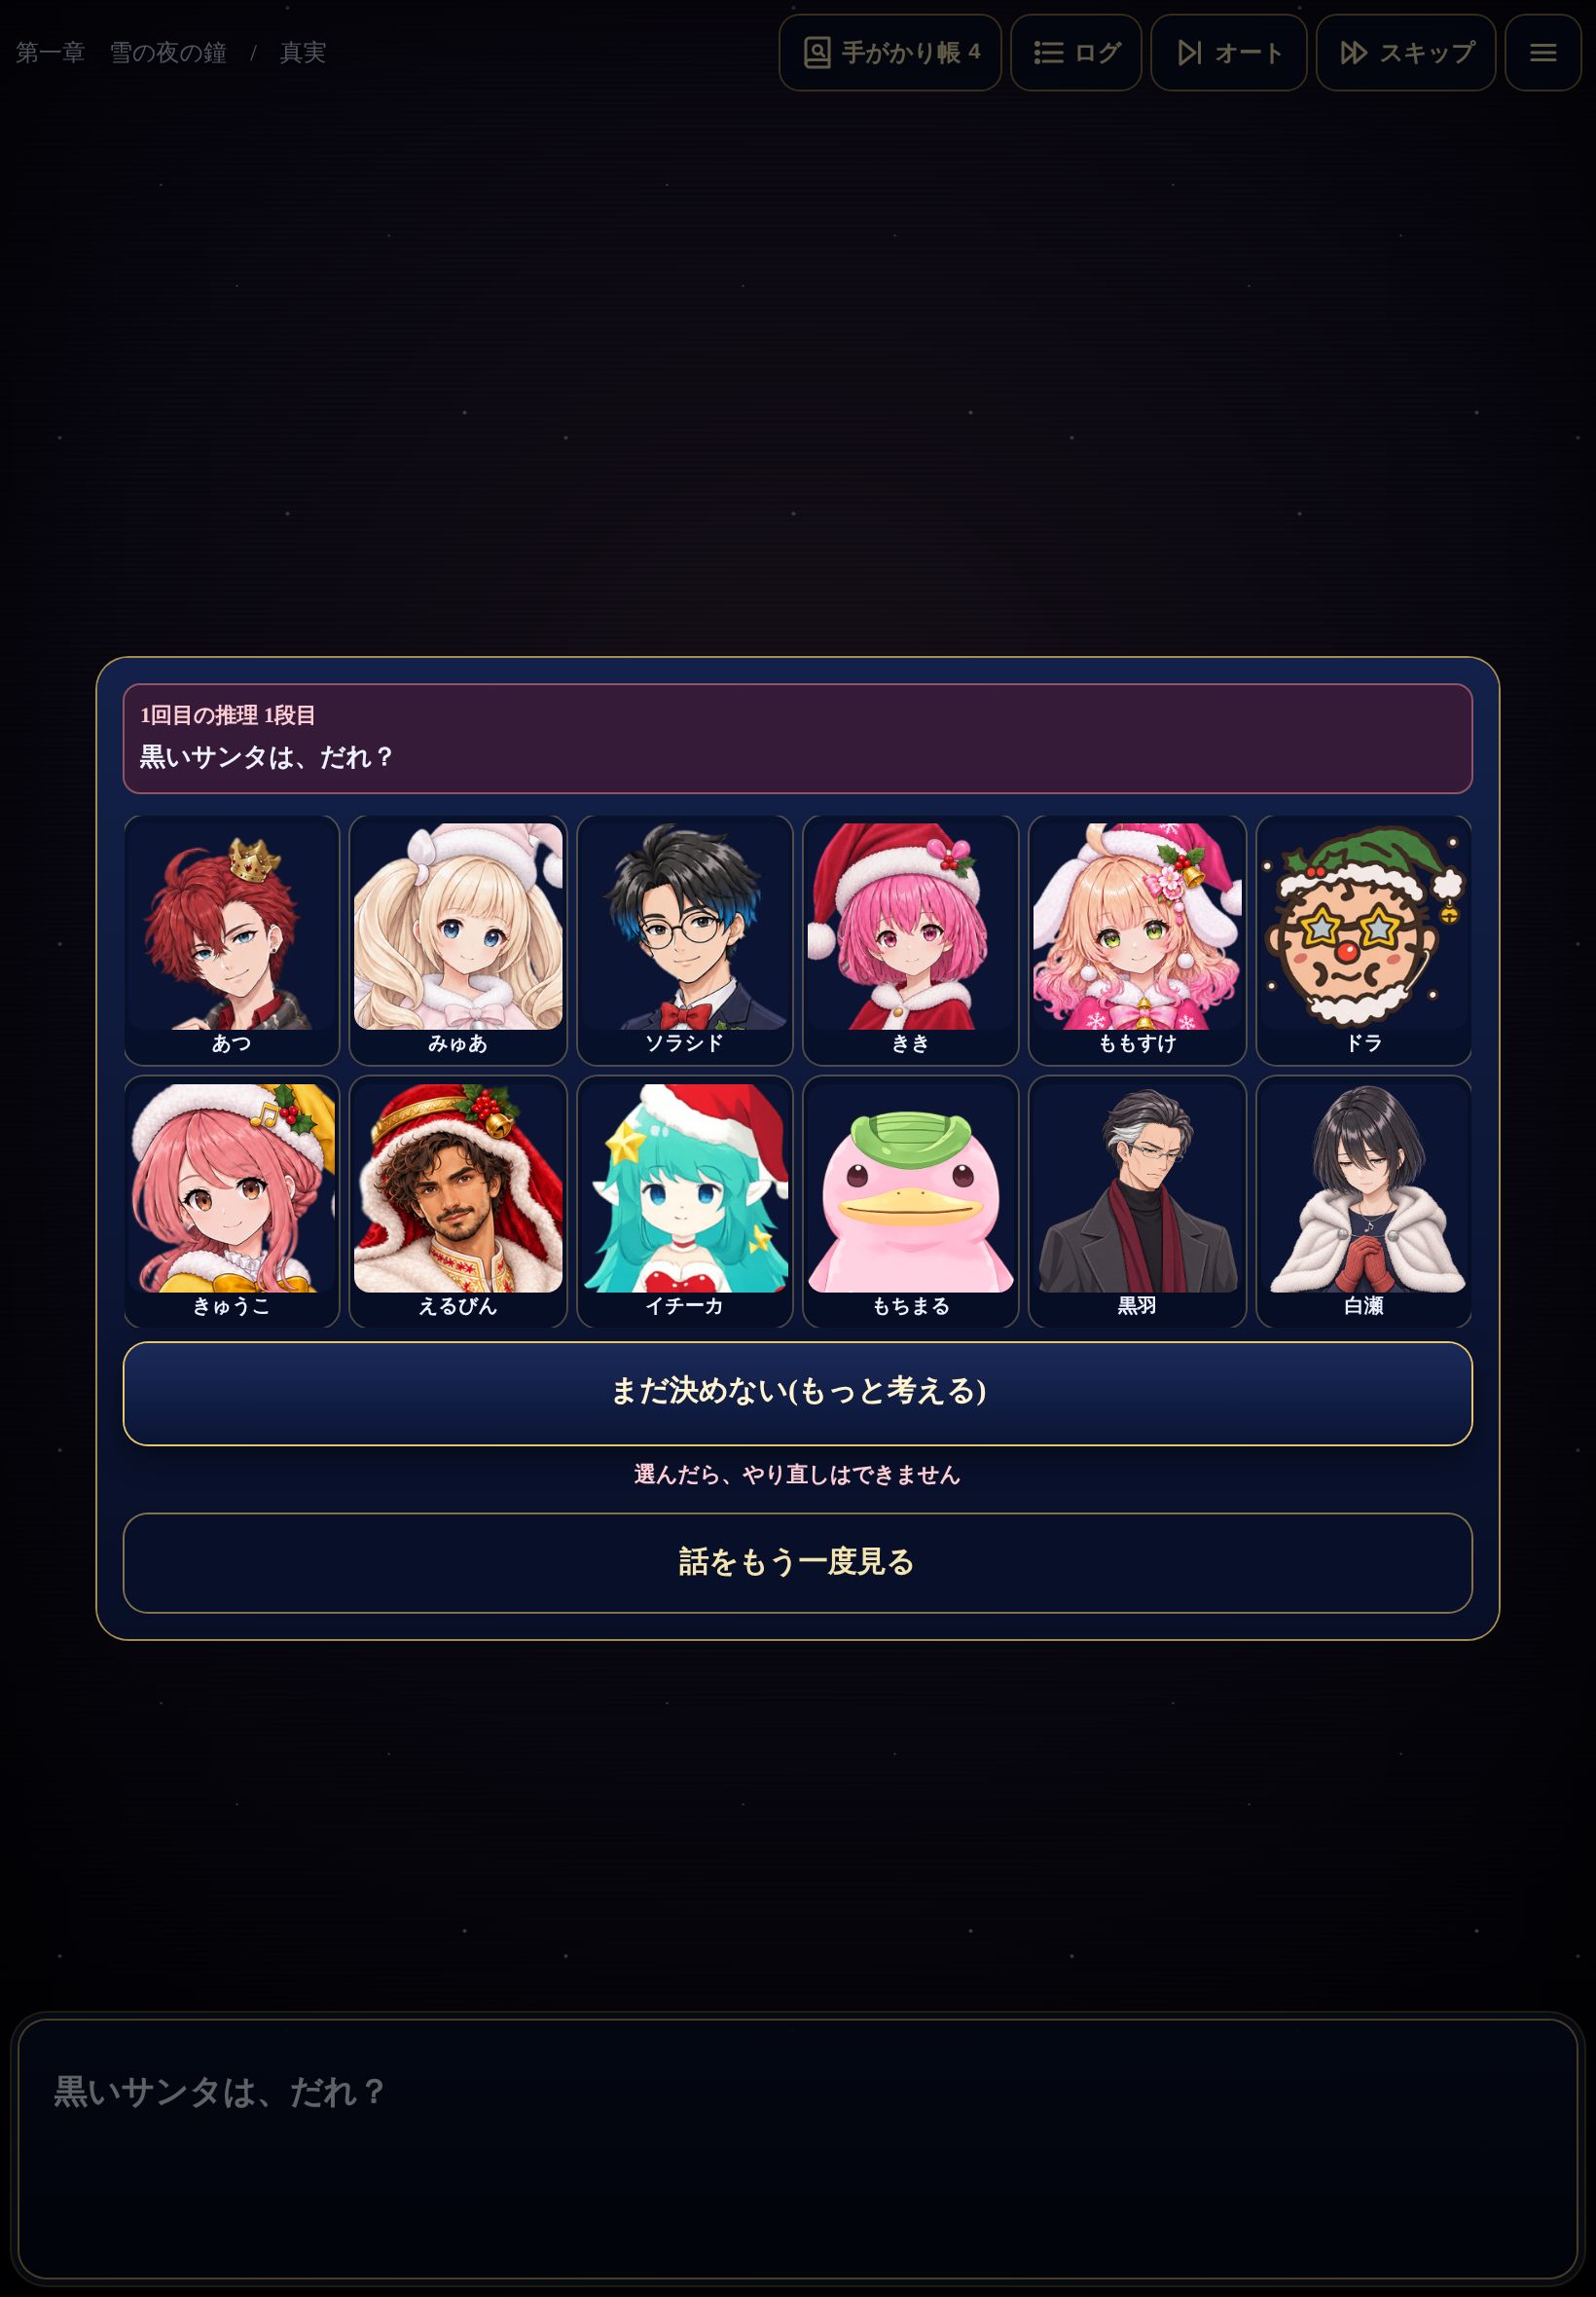 第一章　雪の夜の鐘　/　真実
手がかり帳 4
ログ
オート
スキップ
1回目の推理 1段目
黒いサンタは、だれ？
あつ
みゅあ
ソラシド
きき
ももすけ
ドラ
きゅうこ
えるびん
イチーカ
もちまる
黒羽
白瀬
まだ決めない(もっと考える)
選んだら、やり直しはできません
話をもう一度見る
黒いサンタは、だれ？